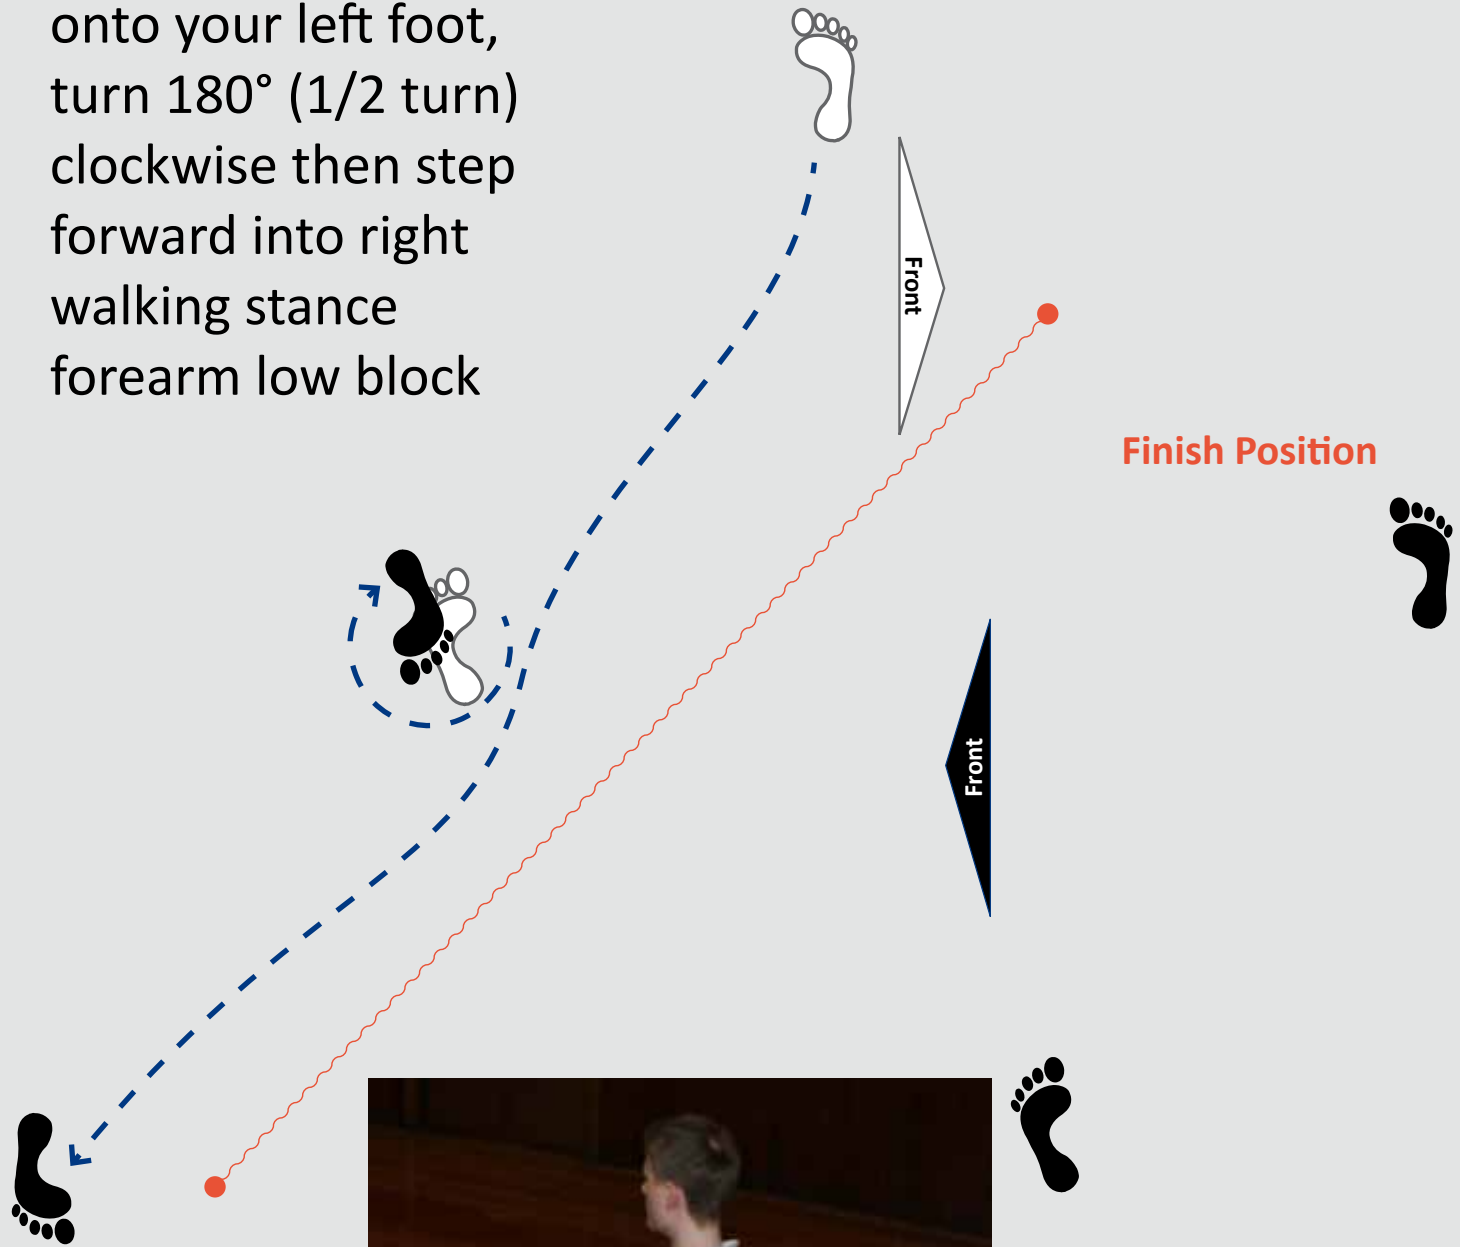 onto your left foot,
turn 180° (1/2 turn)
clockwise then step
forward into right
walking stance
forearm low block
Front
Finish Position
Front